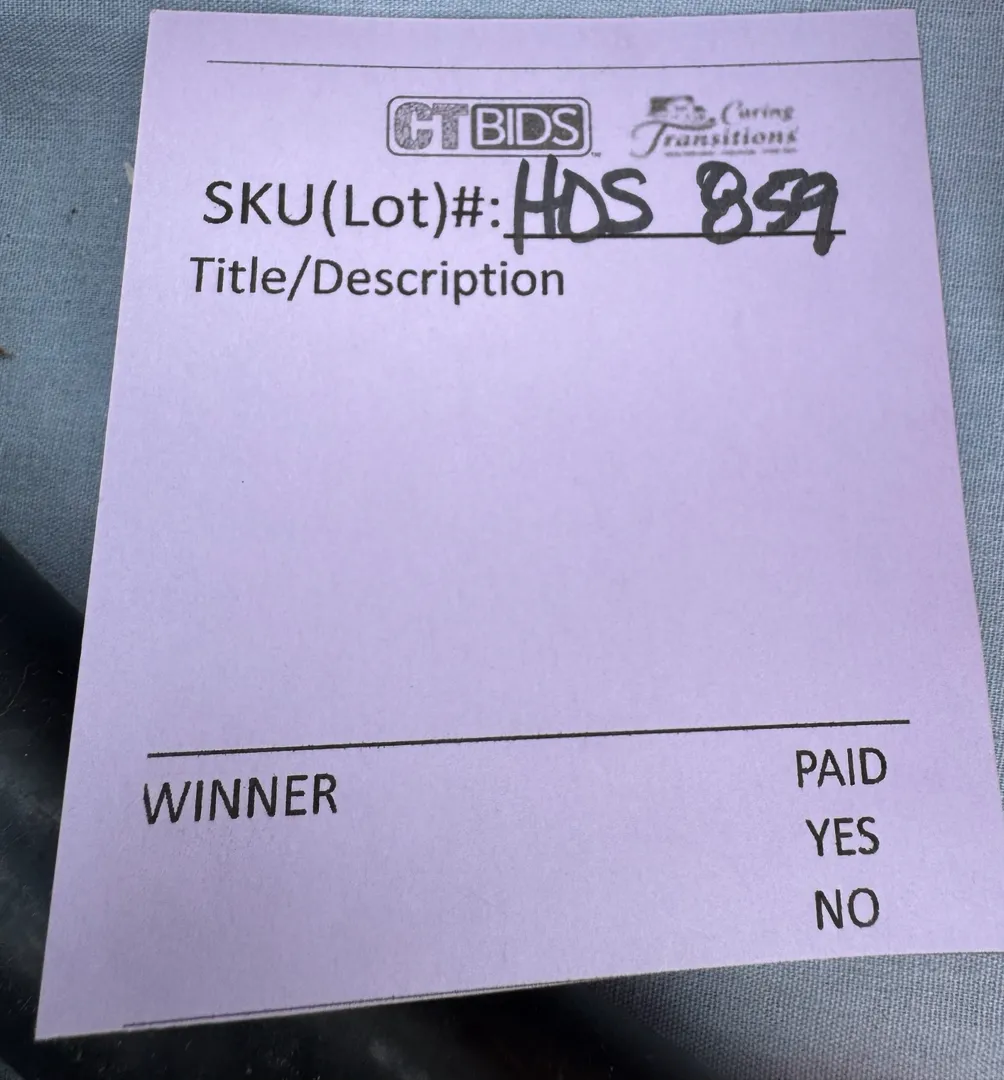 CTBIDS Caring
Transitions
SKU(Lot)#: HDS 859
Title/Description
WINNER PAID
YES
NO